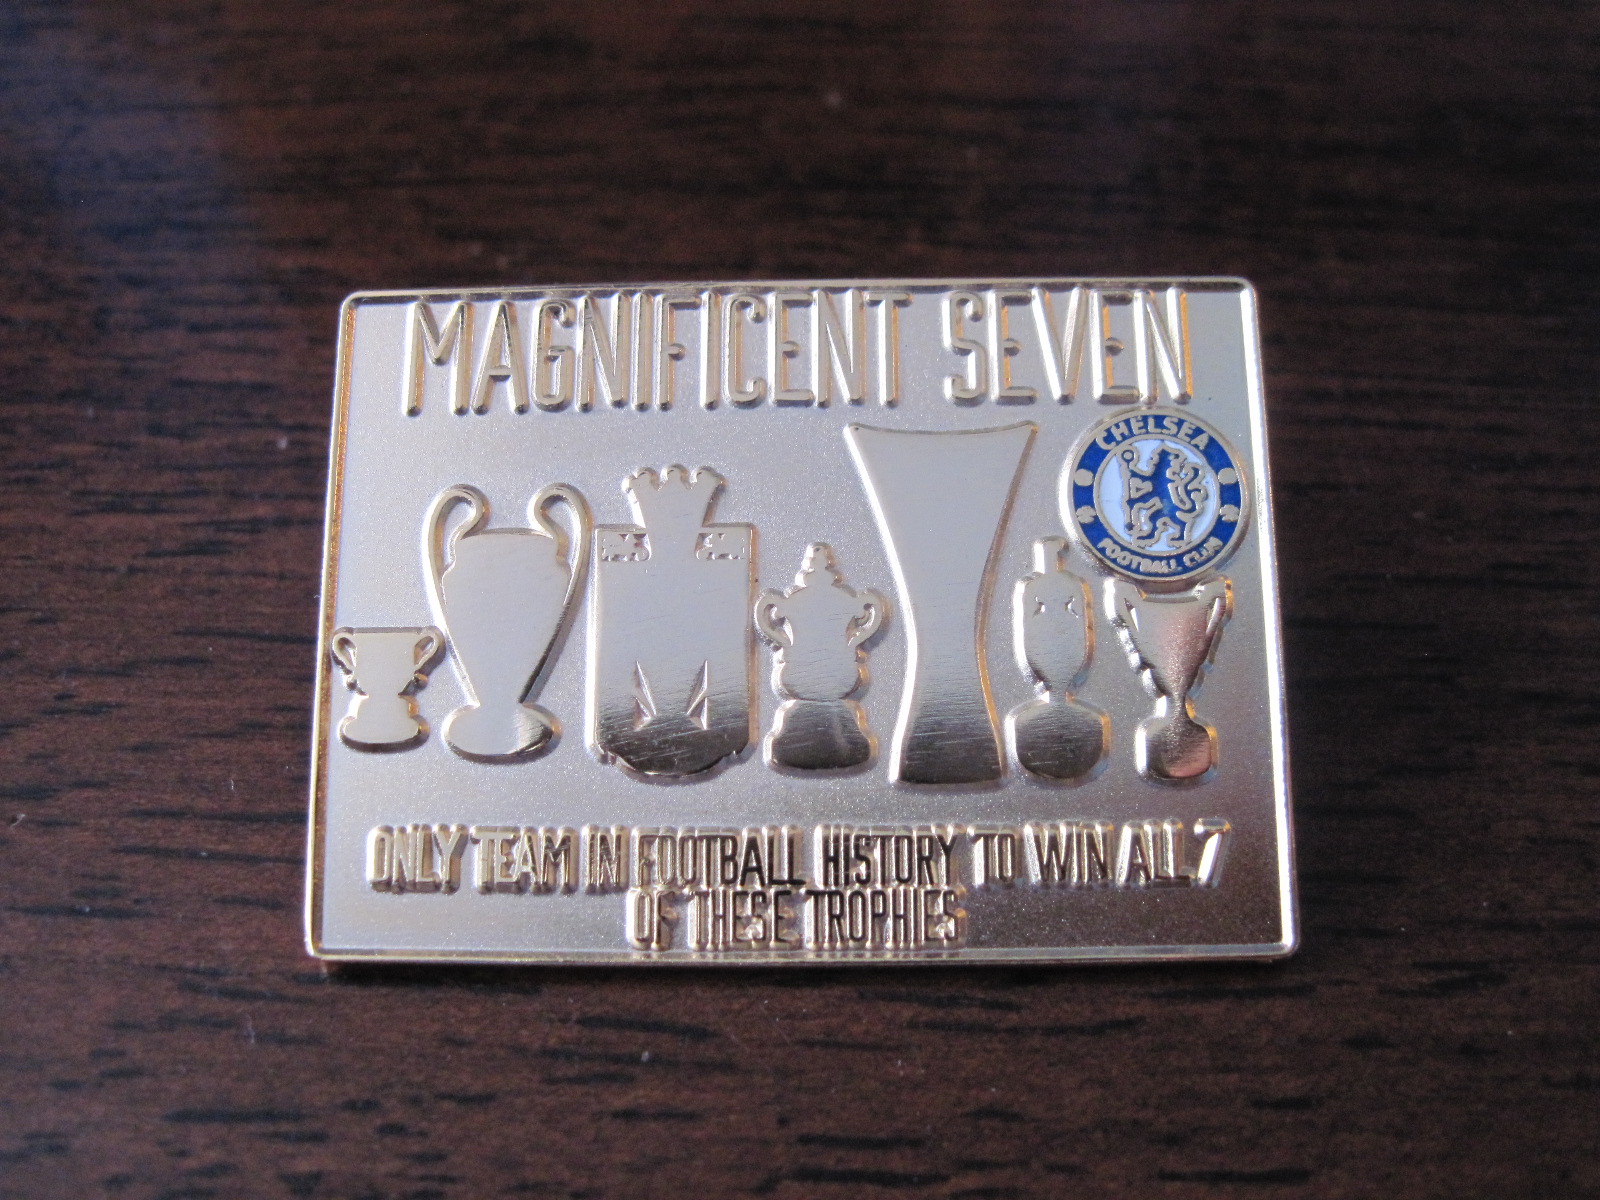 MAGNIFICENT SEVEN
CHELSEA
FOOTBALL CLUB
ONLY TEAM IN FOOTBALL HISTORY TO WIN ALL 7
OF THESE TROPHIES